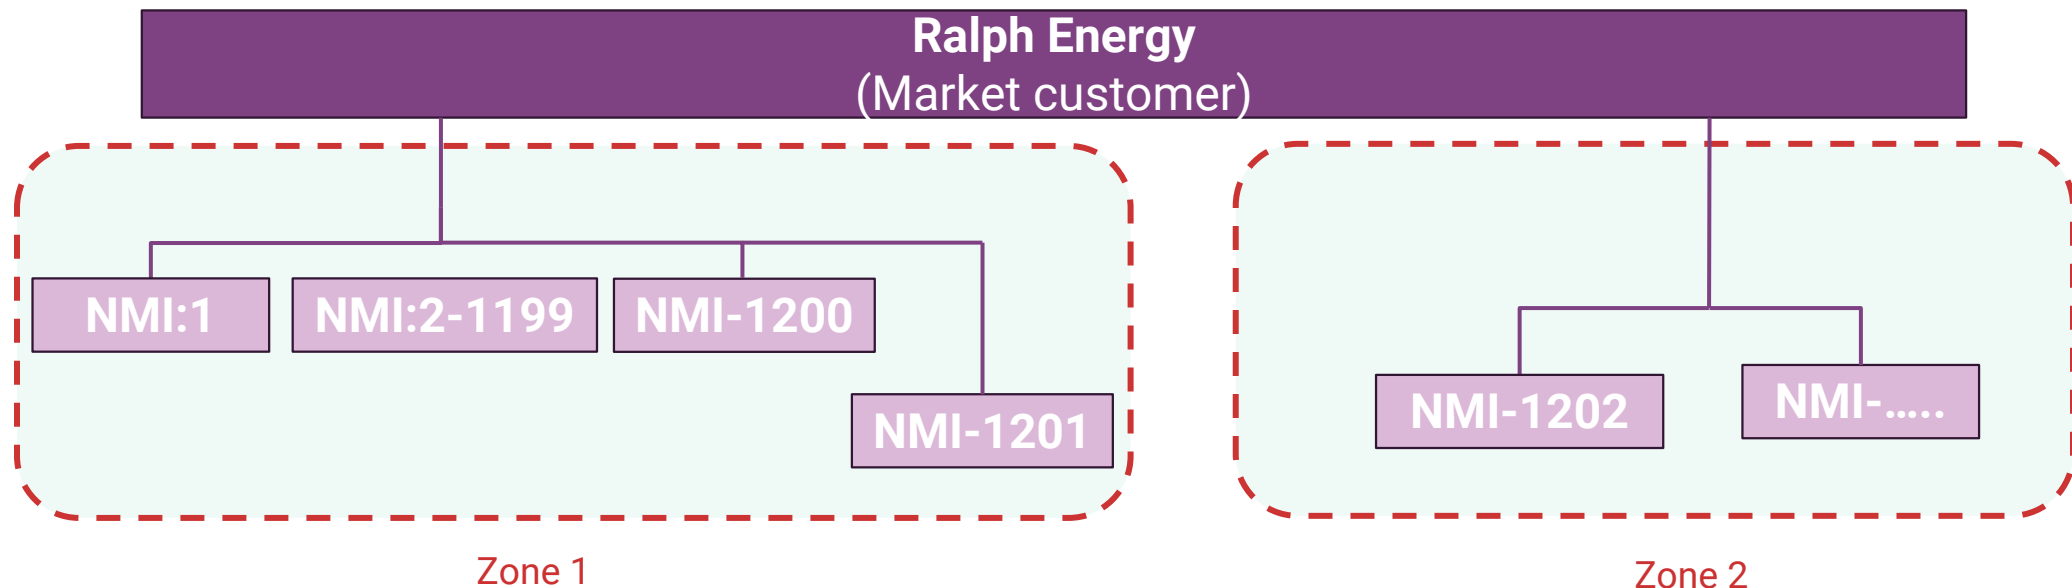 Ralph Energy
(Market customer)
NMI:1
NMI:2-1199
NMI-1200
NMI-1201
NMI-1202
NMI-…..
Zone 1
Zone 2